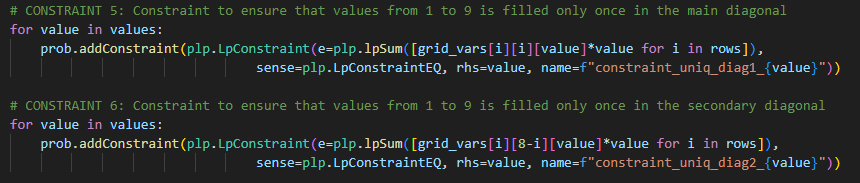 # CONSTRAINT 5: Constraint to ensure that values from 1 to 9 is filled only once in the main diagonal
for value in values:
    prob.addConstraint(plp.LpConstraint(e=plp.lpSum([grid_vars[i][i][value]*value for i in rows]),
                                sense=plp.LpConstraintEQ, rhs=value, name=f"constraint_uniq_diag1_{value}"))

# CONSTRAINT 6: Constraint to ensure that values from 1 to 9 is filled only once in the secondary diagonal
for value in values:
    prob.addConstraint(plp.LpConstraint(e=plp.lpSum([grid_vars[i][8-i][value]*value for i in rows]),
                                sense=plp.LpConstraintEQ, rhs=value, name=f"constraint_uniq_diag2_{value}"))